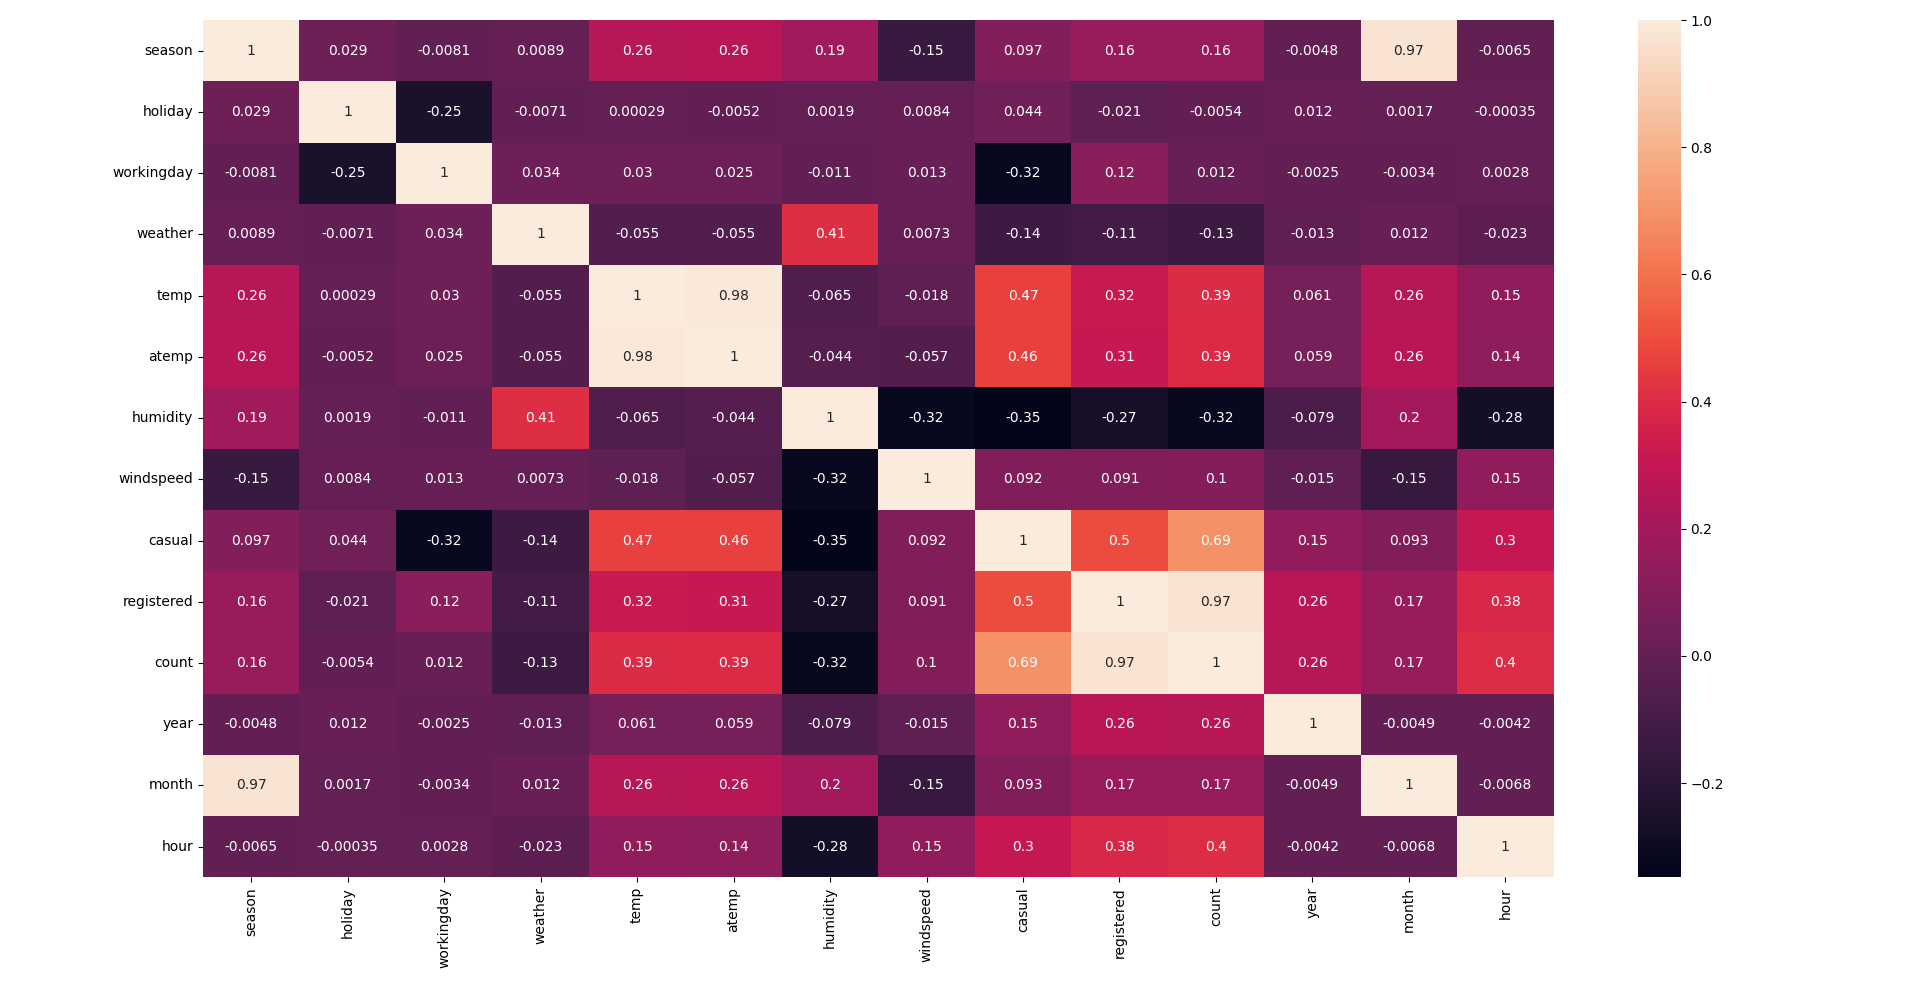 season 1 0.029 -0.0081 0.0089 0.26 0.26 0.19 -0.15 0.097 0.16 0.16 -0.0048 0.97 -0.0065
holiday 0.029 1 -0.25 -0.0071 0.00029 -0.0052 0.0019 0.0084 0.044 -0.021 -0.0054 0.012 0.0017 -0.00035
workingday -0.0081 -0.25 1 0.034 0.03 0.025 -0.011 0.013 -0.32 0.12 0.012 -0.0025 -0.0034 0.0028
weather 0.0089 -0.0071 0.034 1 -0.055 -0.055 0.41 0.0073 -0.14 -0.11 -0.13 -0.013 0.012 -0.023
temp 0.26 0.00029 0.03 -0.055 1 0.98 -0.065 -0.018 0.47 0.32 0.39 0.061 0.26 0.15
atemp 0.26 -0.0052 0.025 -0.055 0.98 1 -0.044 -0.057 0.46 0.31 0.39 0.059 0.26 0.14
humidity 0.19 0.0019 -0.011 0.41 -0.065 -0.044 1 -0.32 -0.35 -0.27 -0.32 -0.079 0.2 -0.28
windspeed -0.15 0.0084 0.013 0.0073 -0.018 -0.057 -0.32 1 0.092 0.091 0.1 -0.015 -0.15 0.15
casual 0.097 0.044 -0.32 -0.14 0.47 0.46 -0.35 0.092 1 0.5 0.69 0.15 0.093 0.3
registered 0.16 -0.021 0.12 -0.11 0.32 0.31 -0.27 0.091 0.5 1 0.97 0.26 0.17 0.38
count 0.16 -0.0054 0.012 -0.13 0.39 0.39 -0.32 0.1 0.69 0.97 1 0.26 0.17 0.4
year -0.0048 0.012 -0.0025 -0.013 0.061 0.059 -0.079 -0.015 0.15 0.26 0.26 1 -0.0049 -0.0042
month 0.97 0.0017 -0.0034 0.012 0.26 0.26 0.2 -0.15 0.093 0.17 0.17 -0.0049 1 -0.0068
hour -0.0065 -0.00035 0.0028 -0.023 0.15 0.14 -0.28 0.15 0.3 0.38 0.4 -0.0042 -0.0068 1
season holiday workingday weather temp atemp humidity windspeed casual registered count year month hour
1.0
0.8
0.6
0.4
0.2
0.0
−0.2